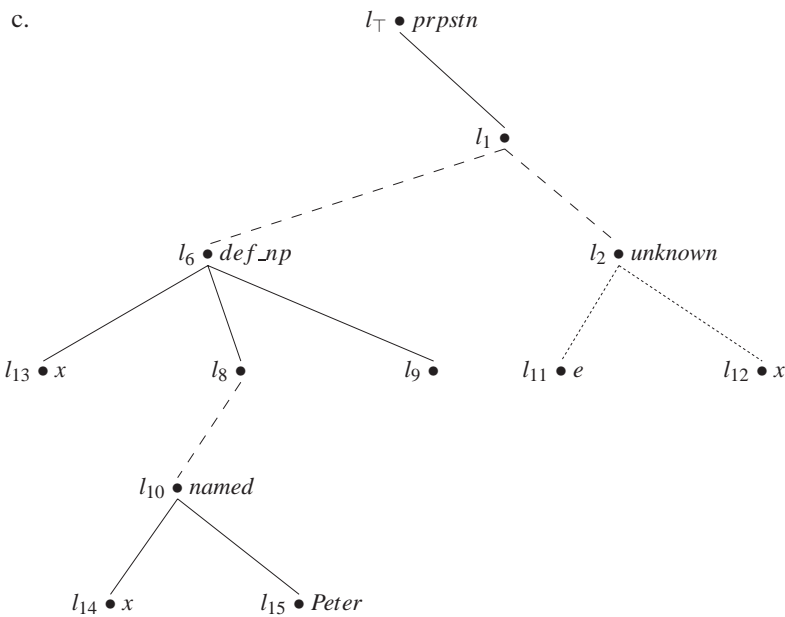 c.
l⊤ prpstn
l1
l6 def_np l2 unknown
l13 x l8 l9 l11 e l12 x
l10 named
l14 x l15 Peter